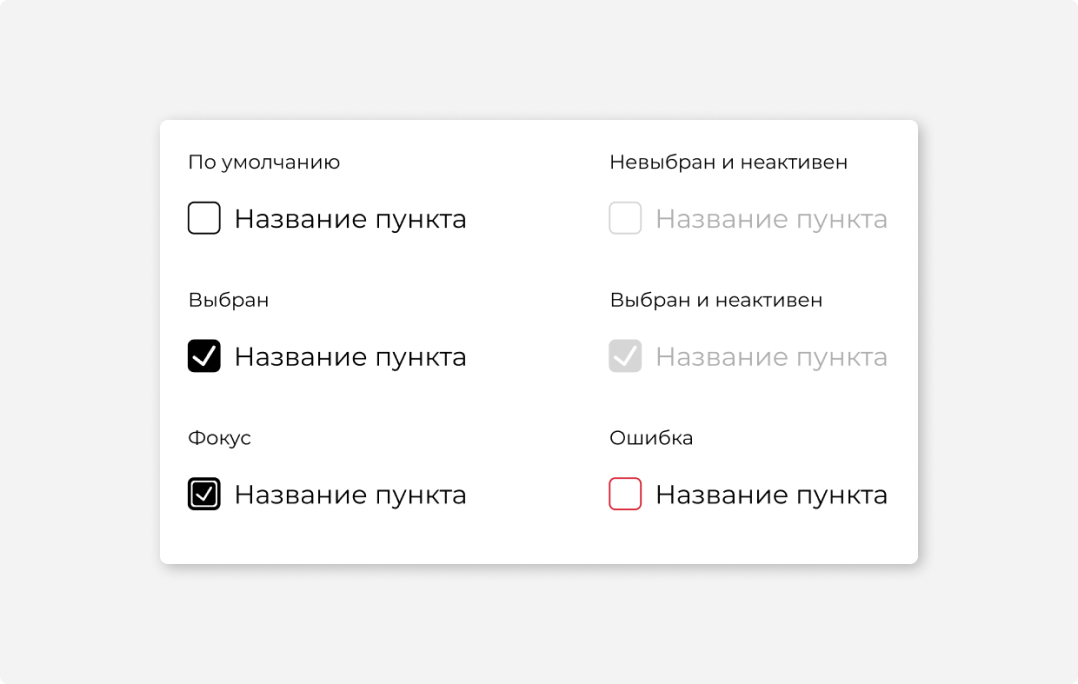 По умолчанию
Название пункта
Невыбран и неактивен
Название пункта
Выбран
Название пункта
Выбран и неактивен
Название пункта
Фокус
Название пункта
Ошибка
Название пункта